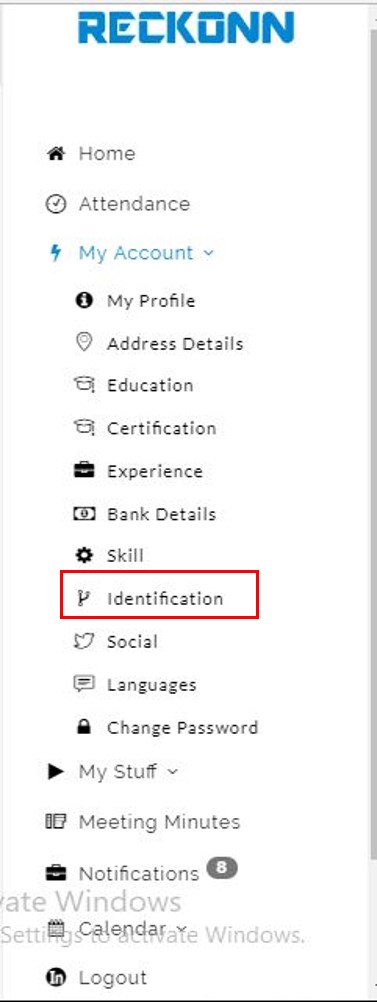 RECKONN
Home
Attendance
My Account
My Profile
Address Details
Education
Certification
Experience
Bank Details
Skill
Identification
Social
Languages
Change Password
My Stuff
Meeting Minutes
Notifications 8
vate Windows
Calendar
Settings to activate Windows.
Logout